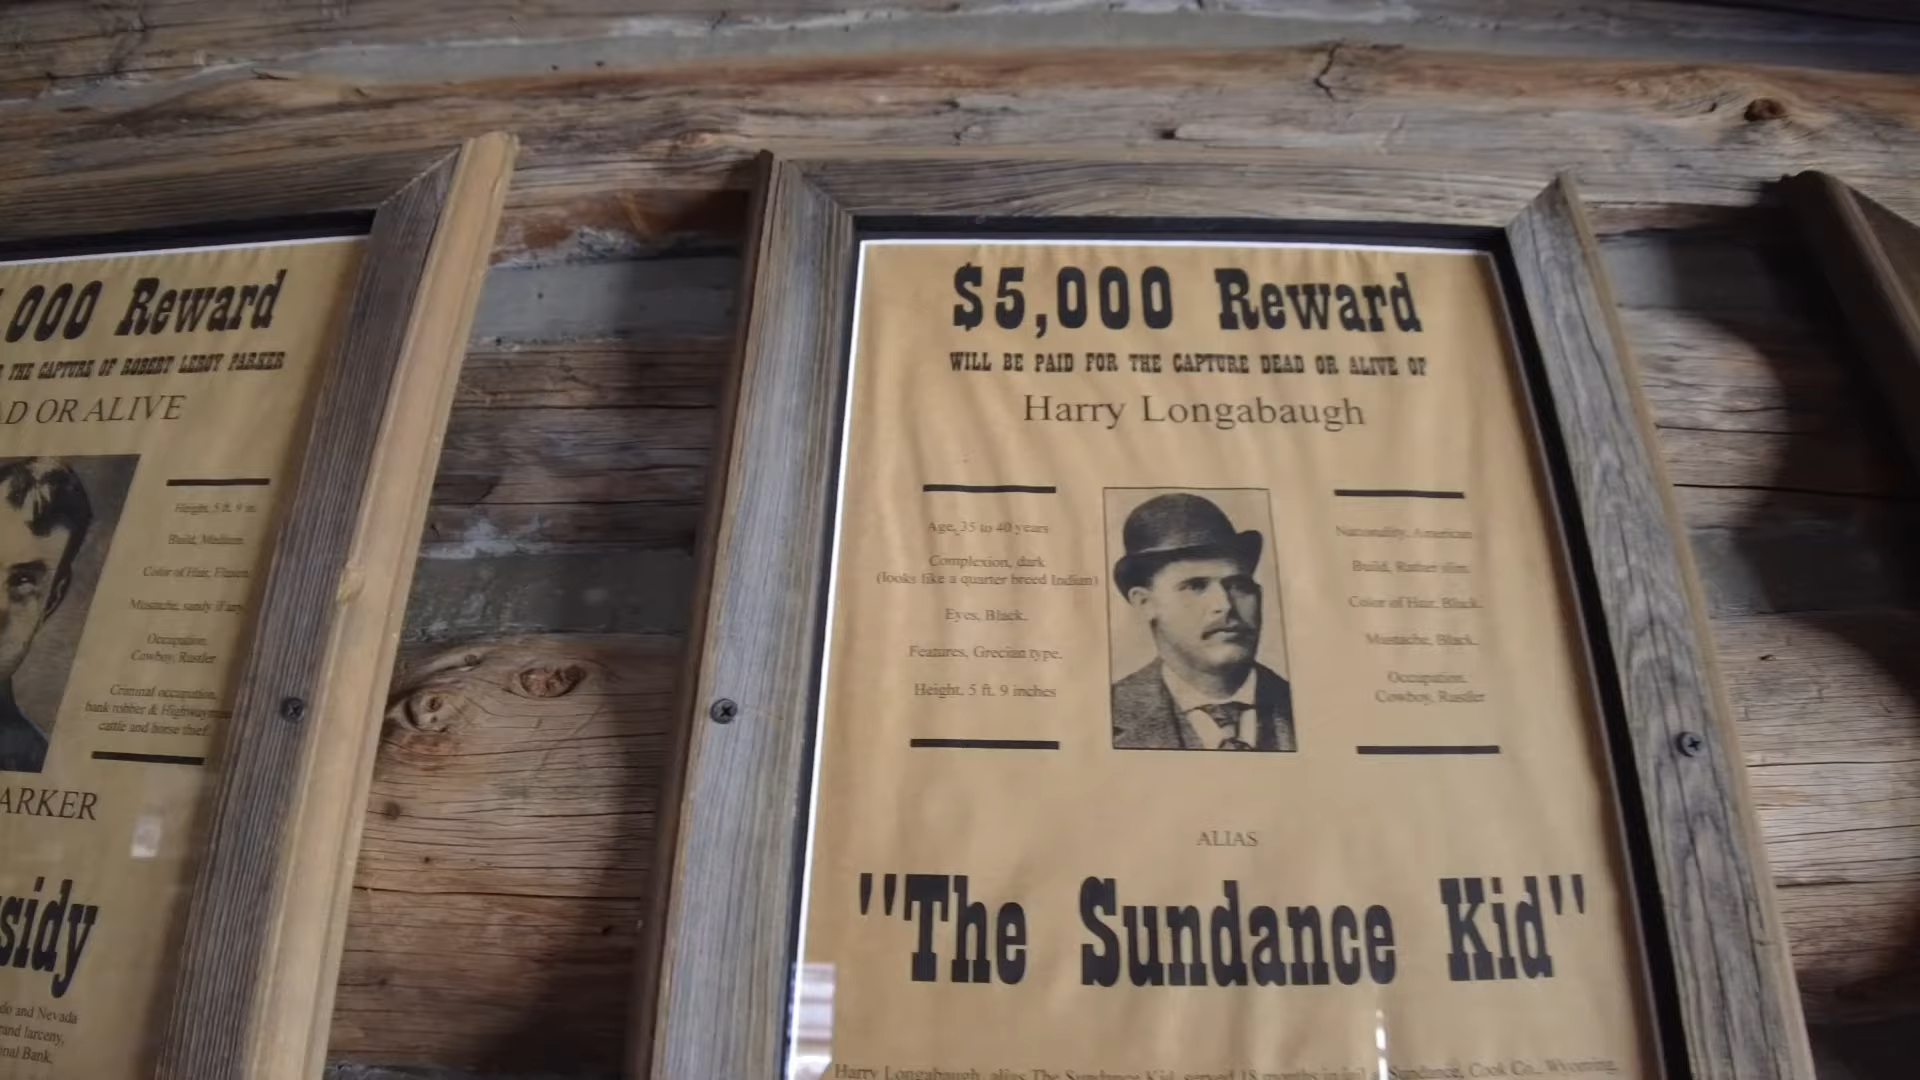 ,000 Reward
THE CAPTURE OF ROBERT LEROY PARKER
AD OR ALIVE
Height, 5 ft. 9 in.
Build, Medium.
Color of Hair, Flaxen.
Mustache, sandy if any.
Occupation.
Cowboy, Rustler
Criminal occupation,
bank robber & Highwayman
cattle and horse thief.
ARKER
sidy
do and Nevada
rand larceny,
onal Bank.
$5,000 Reward
WILL BE PAID FOR THE CAPTURE DEAD OR ALIVE OF
Harry Longabaugh
Age, 35 to 40 years
Complexion, dark
(looks like a quarter breed Indian)
Eyes, Black.
Features, Grecian type.
Height. 5 ft. 9 inches
Nationality, American
Build, Rather slim.
Color of Hair, Black.
Mustache, Black.
Occupation.
Cowboy, Rustler
ALIAS
"The Sundance Kid"
Harry Longabaugh, alias The Sundance Kid, served 18 months in jail Sundance, Cook Co., Wyoming.